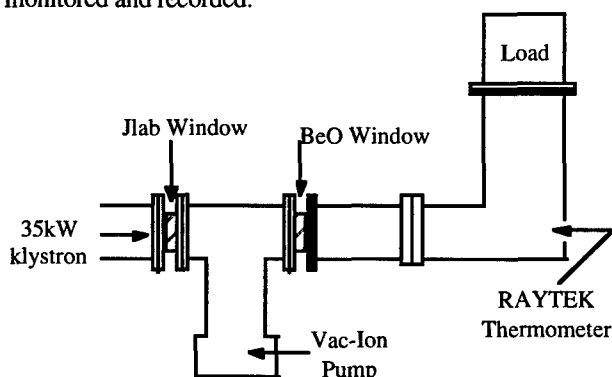 monitored and recorded.
Load
Jlab Window
BeO Window
35kW
klystron
RAYTEK
Thermometer
Vac-Ion
Pump